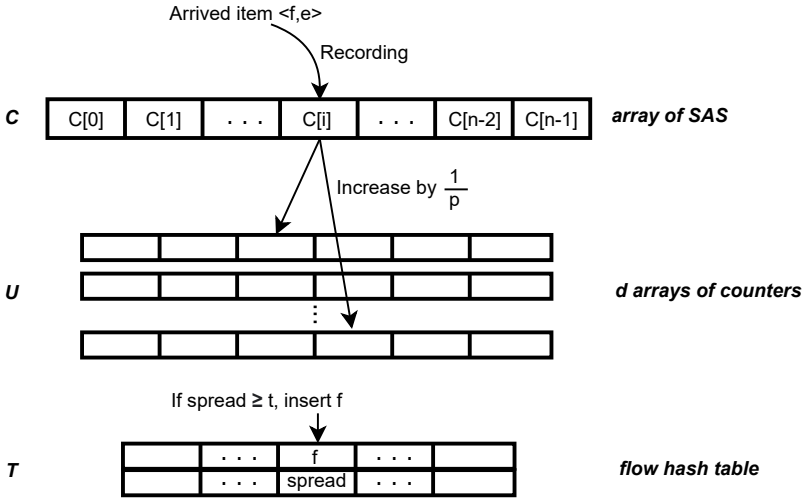 Arrived item <f,e>
Recording
C C[0] C[1] . . . C[i] . . . C[n-2] C[n-1] array of SAS
Increase by 1/p
U d arrays of counters
If spread ≥ t, insert f
. . . f . . .
T flow hash table
. . . spread . . .